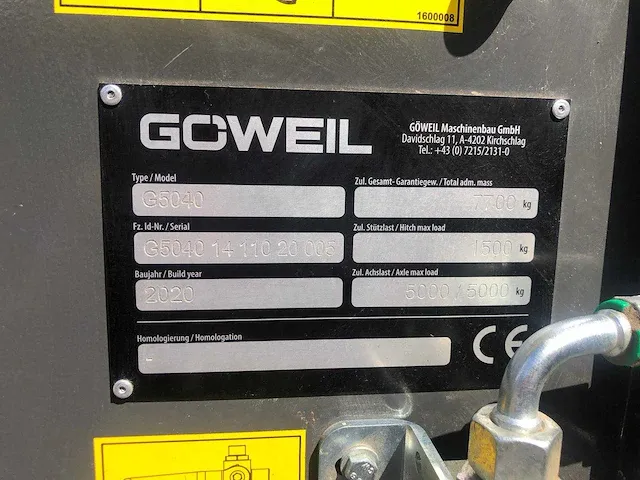 1600008
GÖWEIL
GÖWEIL Maschinenbau GmbH
Davidschlag 11, A-4202 Kirchschlag
Tel.: +43 (0) 7215/2131-0
Type / Model
G5040
Zul. Gesamt- Garantiegew. / Total adm. mass
7700 kg
Fz. Id-Nr. / Serial
G5040 14 110 20 006
Zul. Stützlast / Hitch max load
1500 kg
Baujahr / Build year
2020
Zul. Achslast / Axle max load
5000 / 5000 kg
Homologierung / Homologation
-
CE